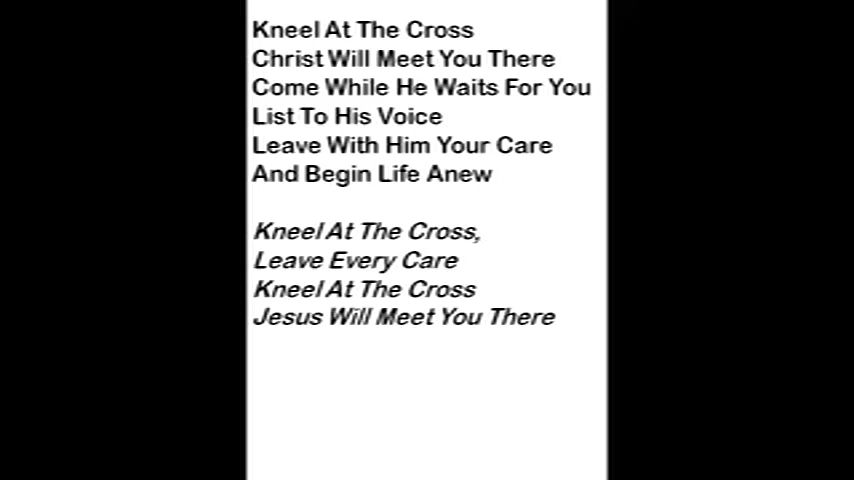 Kneel At The Cross
Christ Will Meet You There
Come While He Waits For You
List To His Voice
Leave With Him Your Care
And Begin Life Anew
Kneel At The Cross,
Leave Every Care
Kneel At The Cross
Jesus Will Meet You There